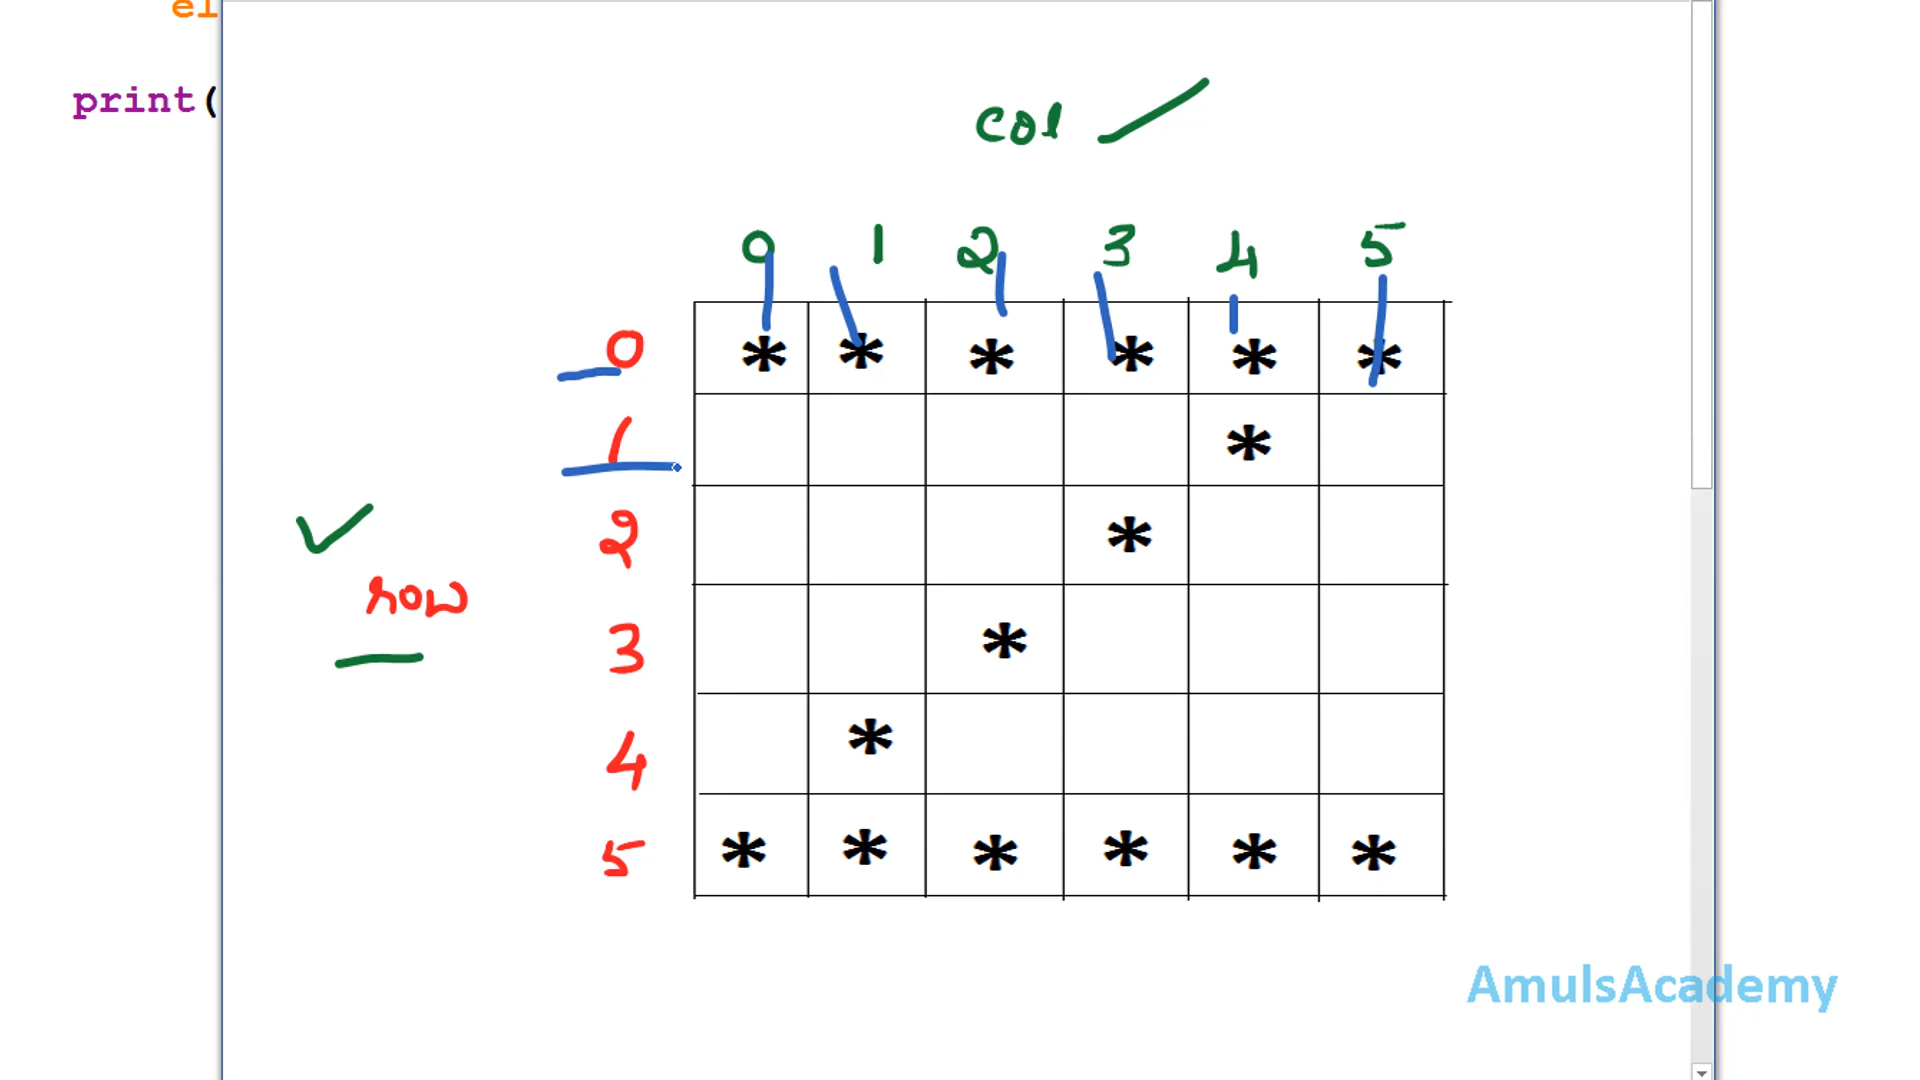 el
print(
col
0 1 2 3 4 5
0 * * * * * *
1 *
2 *
row
3 *
4 *
5 * * * * * *
AmulsAcademy